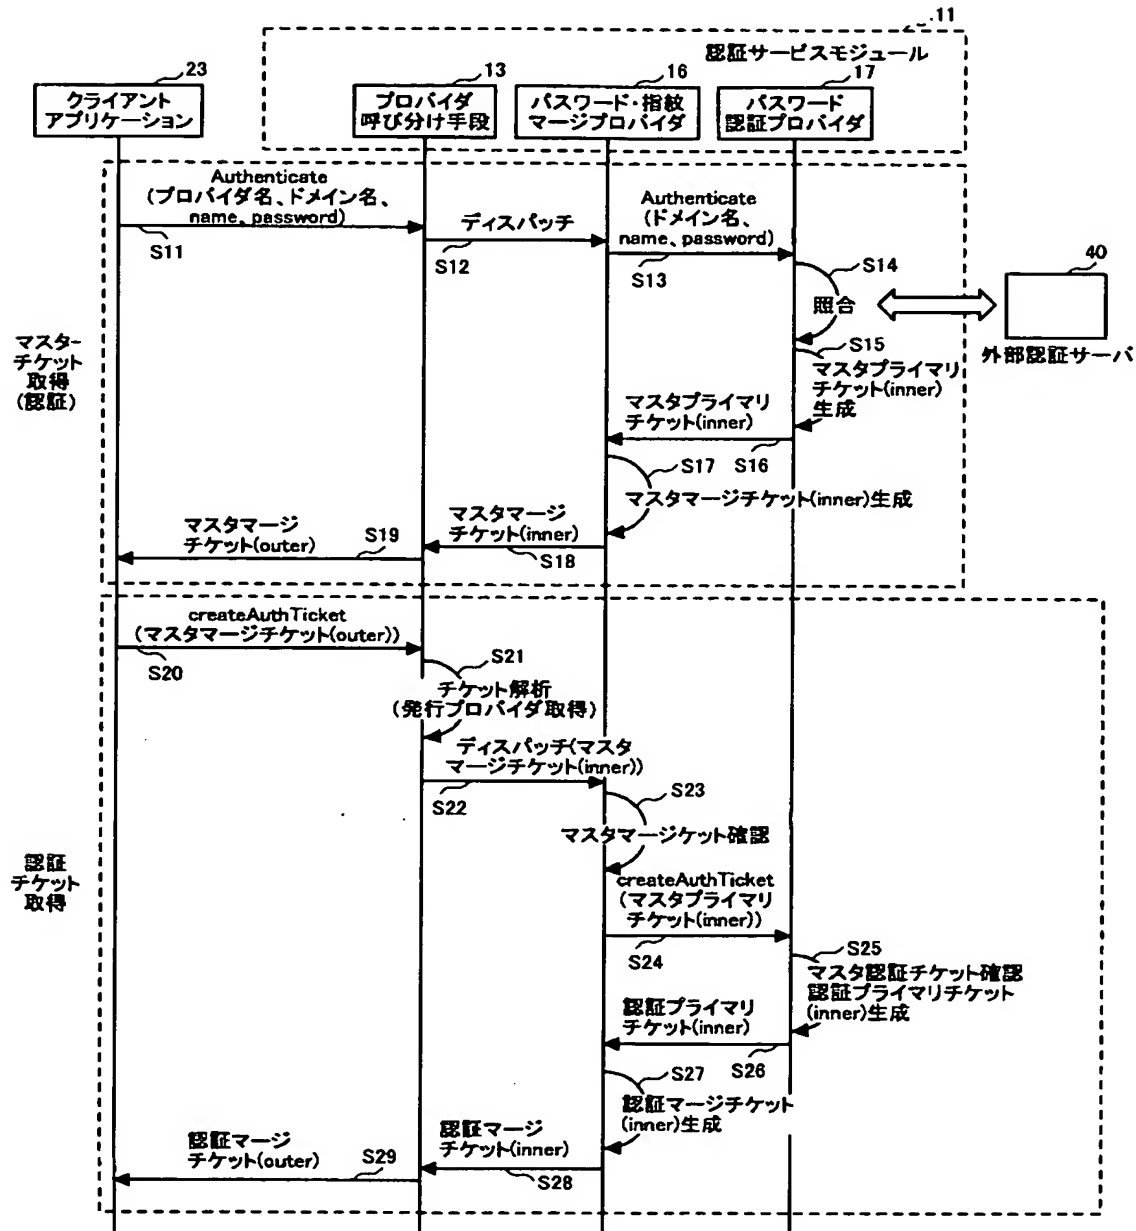 11
認証サービスモジュール
23
クライアント
アプリケーション
13
プロバイダ
呼び分け手段
16
パスワード・指紋
マージプロバイダ
17
パスワード
認証プロバイダ
マスター
チケット
取得
(認証)
Authenticate
(プロバイダ名、ドメイン名、
name、password)
S11
ディスパッチ
S12
Authenticate
(ドメイン名、
name、password)
S13
S14
照合
40
外部認証サーバ
S15
マスタプライマリ
チケット(inner)
生成
マスタプライマリ
チケット(inner)
S16
S17
マスタマージチケット(inner)生成
マスタマージ
チケット(inner)
S18
マスタマージ
チケット(outer)
S19
認証
チケット
取得
createAuthTicket
(マスタマージチケット(outer))
S20
S21
チケット解析
(発行プロバイダ取得)
ディスパッチ(マスタ
マージチケット(inner))
S22
S23
マスタマージケット確認
createAuthTicket
(マスタプライマリ
チケット(inner))
S24
S25
マスタ認証チケット確認
認証プライマリチケット
(inner)生成
認証プライマリ
チケット(inner)
S26
S27
認証マージチケット
(inner)生成
認証マージ
チケット(inner)
S28
認証マージ
チケット(outer)
S29